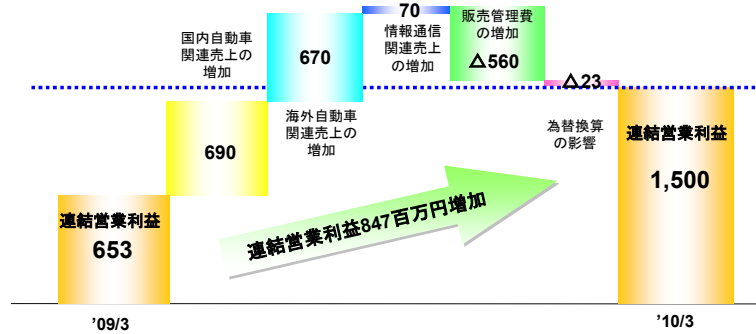 国内自動車
関連売上の
増加
670
70
情報通信
関連売上
の増加
販売管理費
の増加
△560
△23
690
海外自動車
関連売上の
増加
為替換算
の影響
連結営業利益
653
連結営業利益847百万円増加
連結営業利益
1,500
'09/3
'10/3